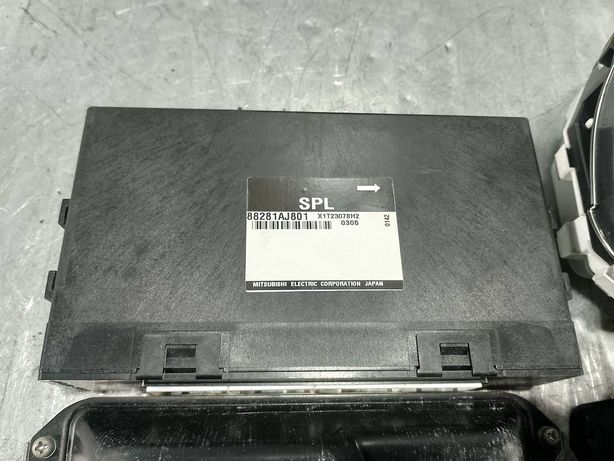 SPL
88281AJ801 X1T23078H2
0305
0142
MITSUBISHI ELECTRIC CORPORATION JAPAN